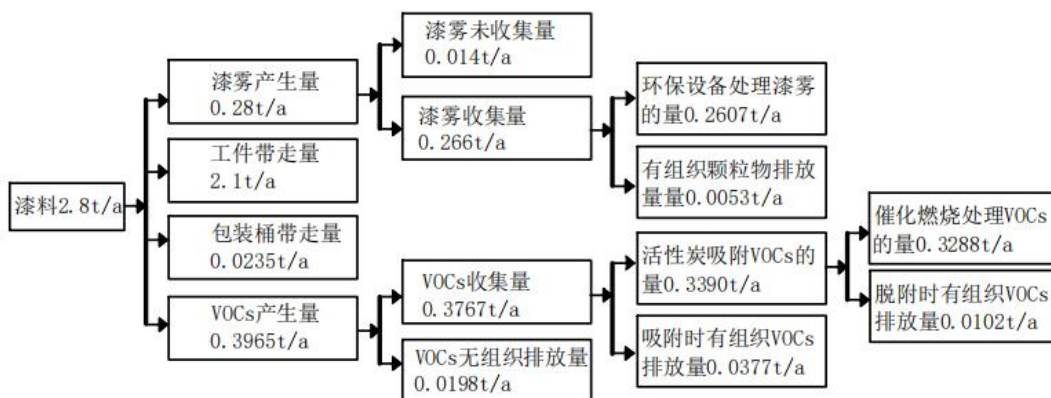 漆料2.8t/a
漆雾产生量
0.28t/a
工件带走量
2.1t/a
包装桶带走量
0.0235t/a
VOCs产生量
0.3965t/a
漆雾未收集量
0.014t/a
漆雾收集量
0.266t/a
VOCs收集量
0.3767t/a
VOCs无组织排放量
0.0198t/a
环保设备处理漆雾
的量0.2607t/a
有组织颗粒物排放
量量0.0053t/a
活性炭吸附VOCs的
量0.3390t/a
吸附时有组织VOCs
排放量0.0377t/a
催化燃烧处理VOCs
的量0.3288t/a
脱附时有组织VOCs
排放量0.0102t/a